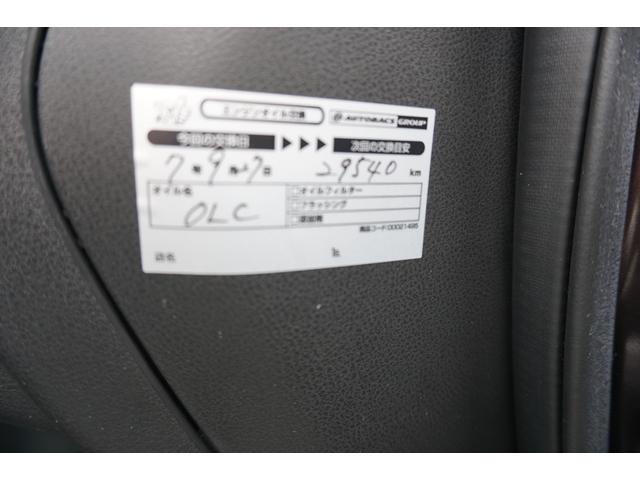 エンジンオイル交換 AUTOBACS GROUP
今回の交換日 ▶▶▶ 次回の交換目安
7年9月27日 29540 km
オイル名 オイルフィルター
OLC フラッシング
添加剤
商品コード:00021495
店名